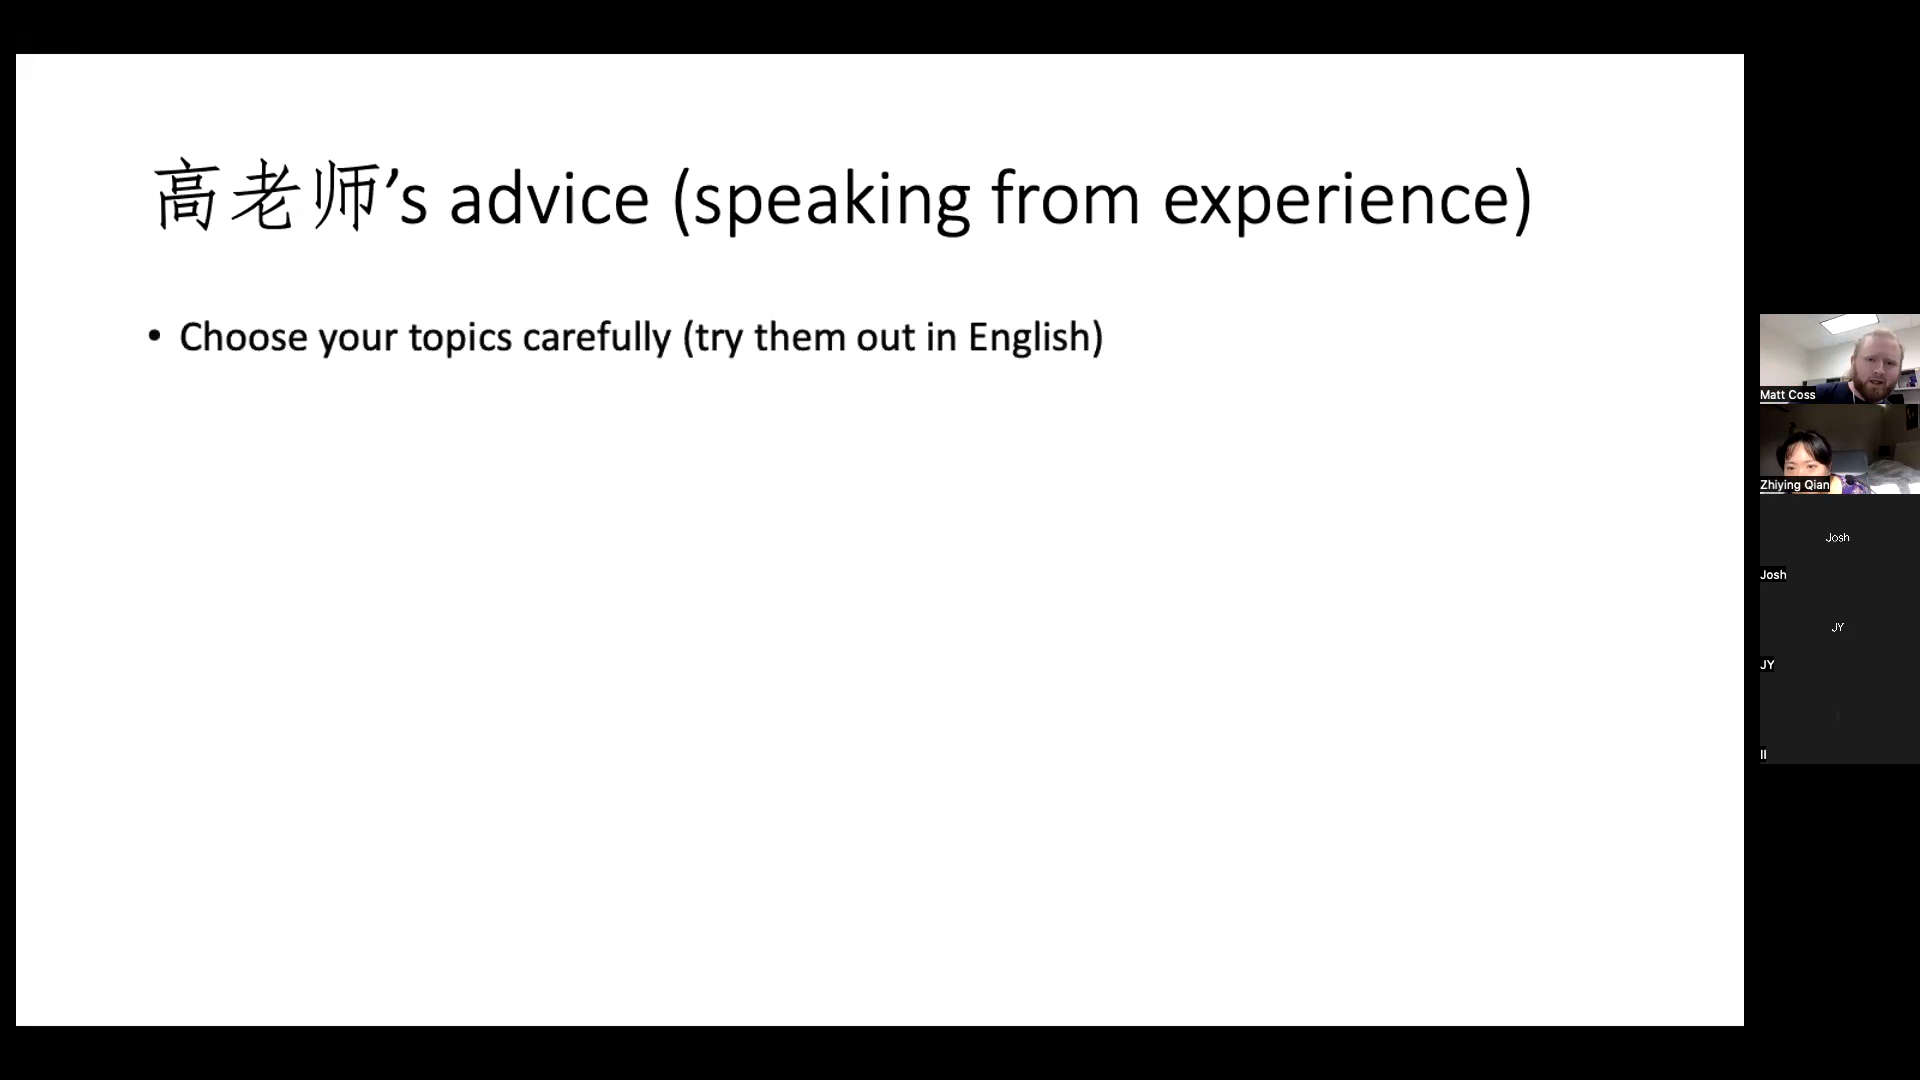 高老师’s advice (speaking from experience)
• Choose your topics carefully (try them out in English)
Matt Coss
Zhiying Qian
Josh
Josh
JY
JY